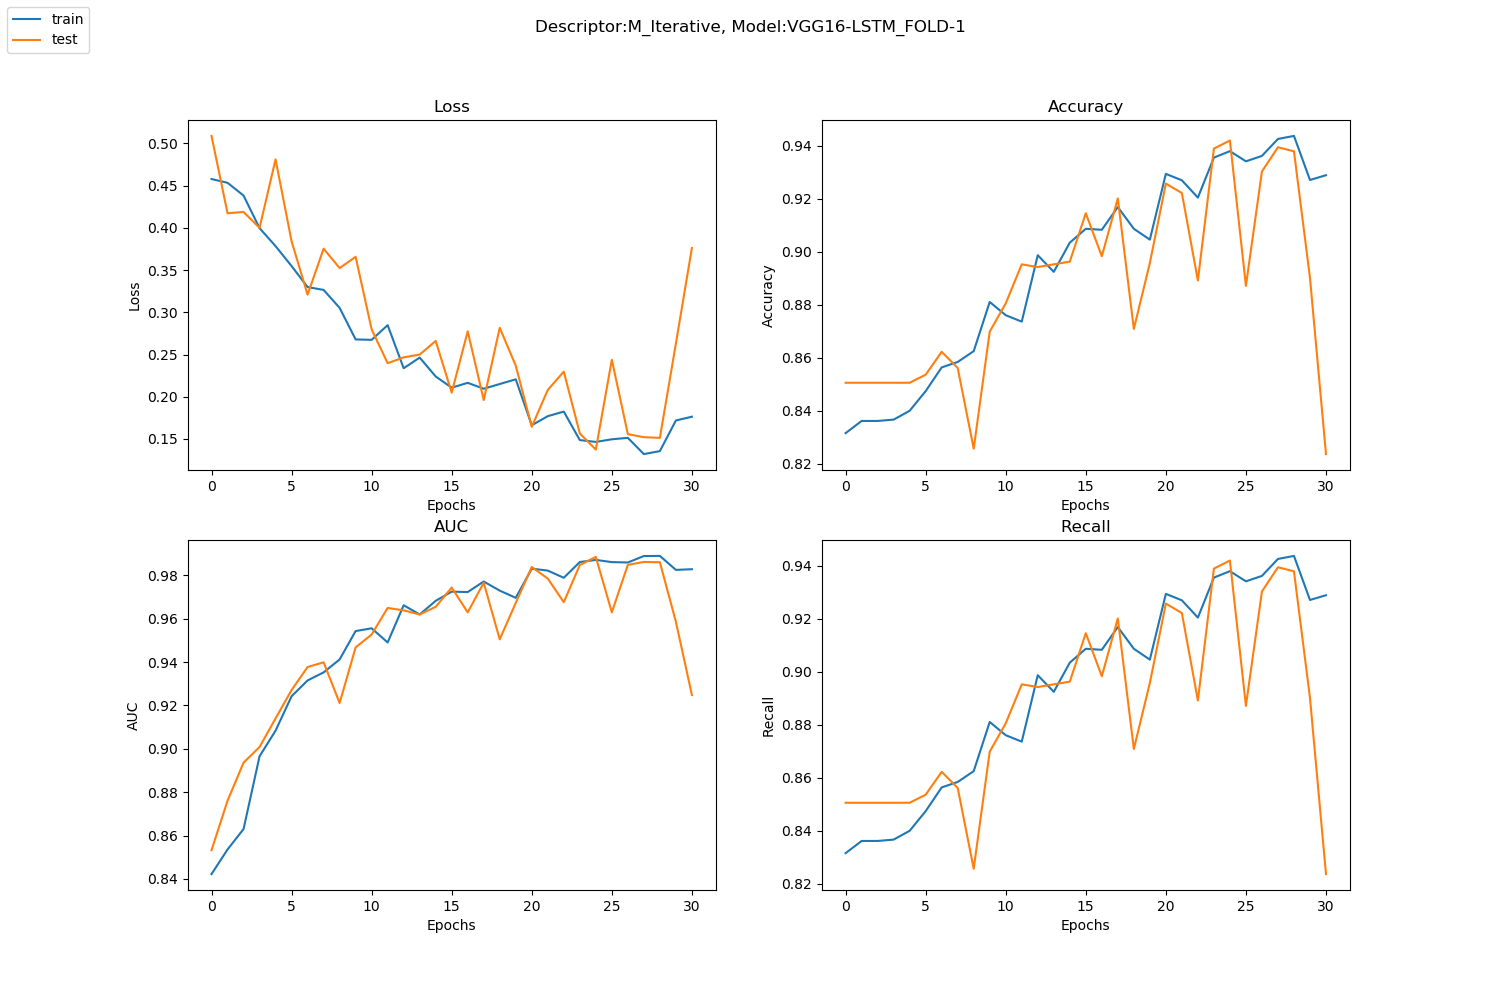 train
test
Descriptor:M_Iterative, Model:VGG16-LSTM_FOLD-1
Loss
0.50
0.45
0.40
0.35
0.30
0.25
0.20
0.15
Loss
0 5 10 15 20 25 30
Epochs
Accuracy
0.94
0.92
0.90
0.88
0.86
0.84
0.82
Accuracy
0 5 10 15 20 25 30
Epochs
AUC
0.98
0.96
0.94
0.92
0.90
0.88
0.86
0.84
AUC
0 5 10 15 20 25 30
Epochs
Recall
0.94
0.92
0.90
0.88
0.86
0.84
0.82
Recall
0 5 10 15 20 25 30
Epochs